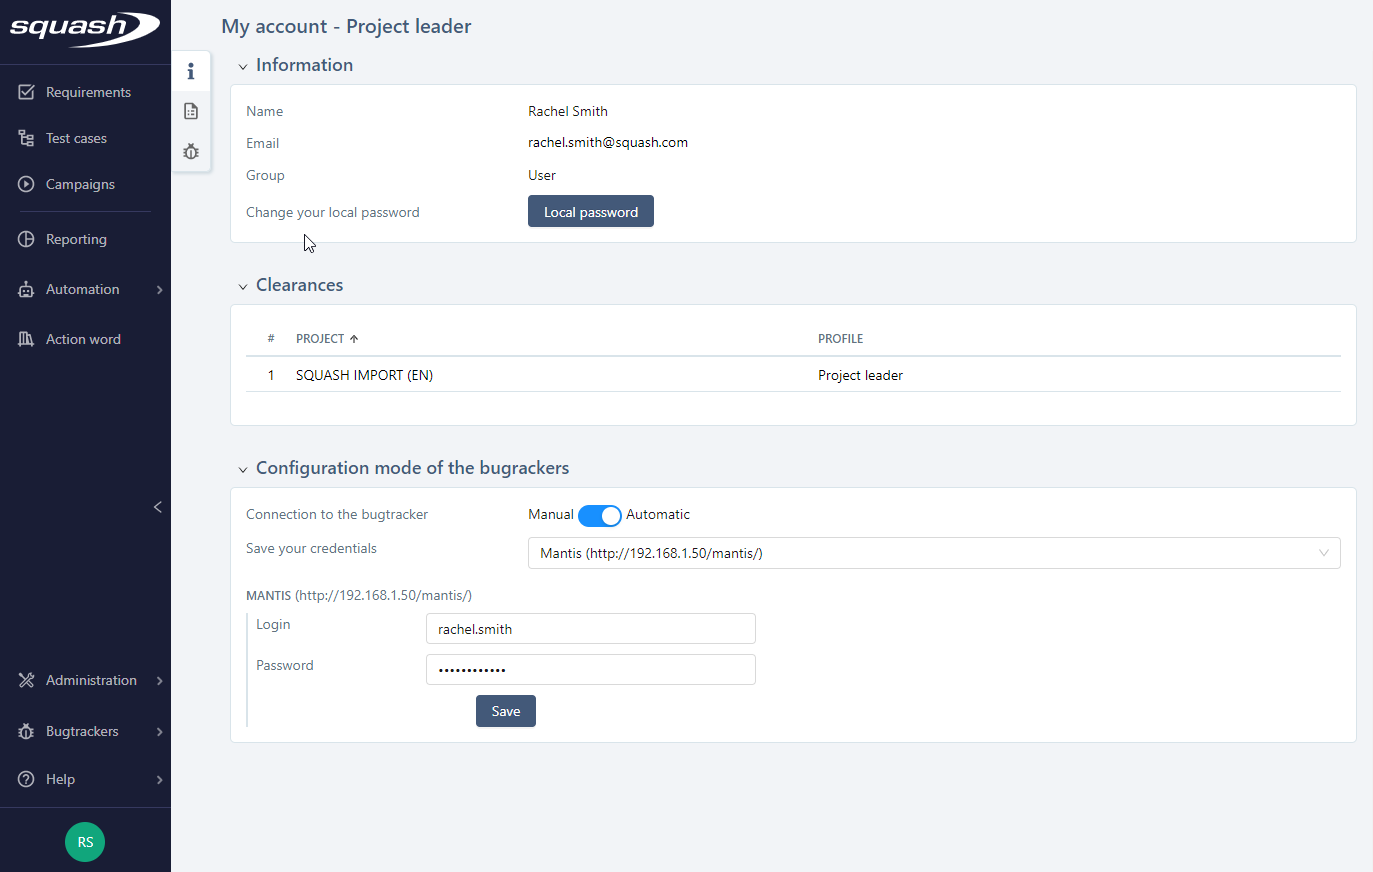 squash
Requirements
Test cases
Campaigns
Reporting
Automation
Action word
Administration
Bugtrackers
Help
RS
My account - Project leader
Information
Name Rachel Smith
Email rachel.smith@squash.com
Group User
Change your local password Local password
Clearances
# PROJECT PROFILE
1 SQUASH IMPORT (EN) Project leader
Configuration mode of the bugrackers
Connection to the bugtracker Manual Automatic
Save your credentials Mantis (http://192.168.1.50/mantis/)
MANTIS (http://192.168.1.50/mantis/)
Login rachel.smith
Password ••••••••••••
Save